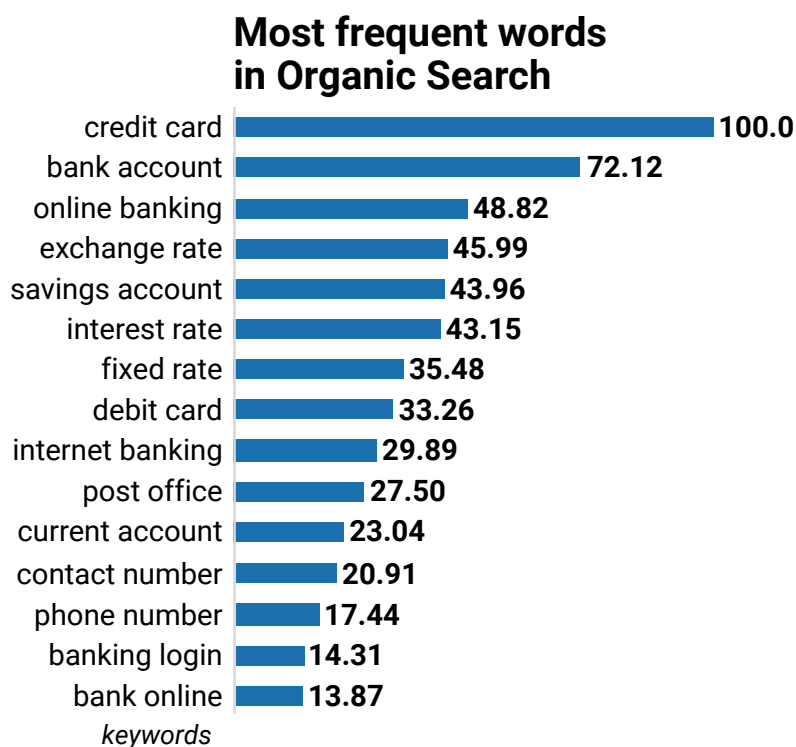 Most frequent words
in Organic Search
credit card 100.0
bank account 72.12
online banking 48.82
exchange rate 45.99
savings account 43.96
interest rate 43.15
fixed rate 35.48
debit card 33.26
internet banking 29.89
post office 27.50
current account 23.04
contact number 20.91
phone number 17.44
banking login 14.31
bank online 13.87
keywords